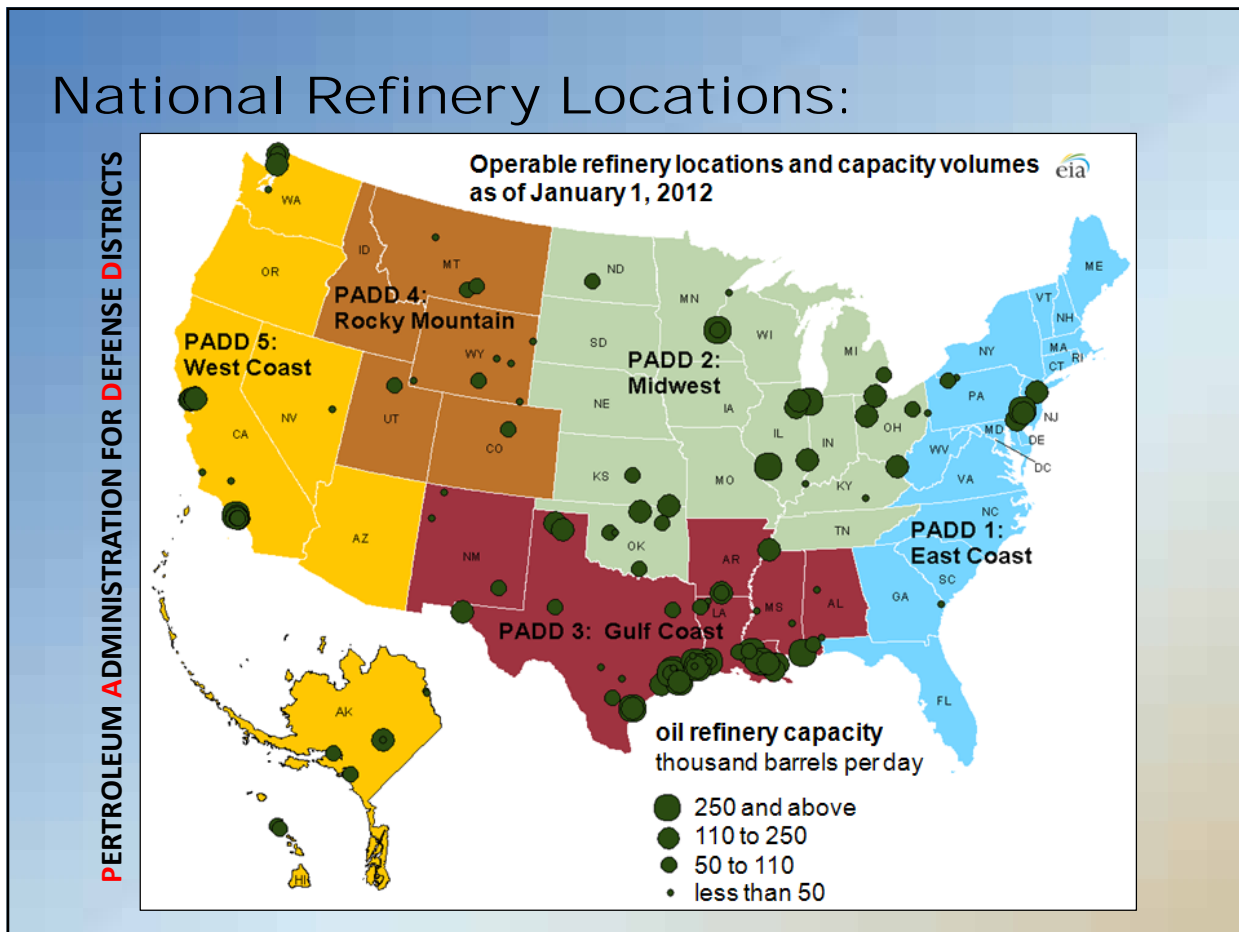 National Refinery Locations:
PERTROLEUM ADMINISTRATION FOR DEFENSE DISTRICTS
Operable refinery locations and capacity volumes
as of January 1, 2012
eia
WA
OR
ID
MT
ND
MN
ME
VT
NH
PADD 4:
Rocky Mountain
PADD 5:
West Coast
WY
SD
PADD 2:
Midwest
WI
MI
NY
MA
RI
CT
NE
IA
PA
NJ
NV
UT
CA
CO
IL
IN
OH
MD
DE
WV
DC
KS
MO
KY
VA
NC
AZ
NM
OK
AR
TN
PADD 1:
East Coast
SC
LA
MS
AL
GA
PADD 3: Gulf Coast
FL
AK
HI
oil refinery capacity
thousand barrels per day
250 and above
110 to 250
50 to 110
less than 50